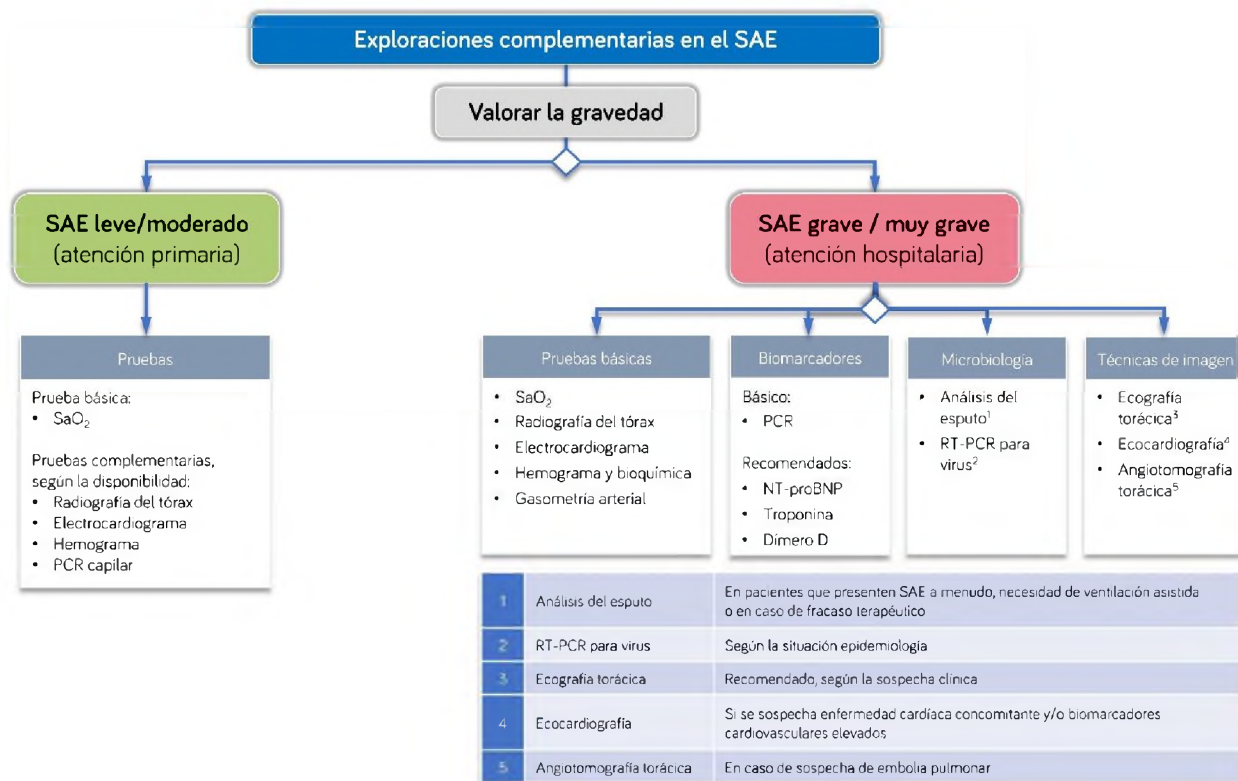 Exploraciones complementarias en el SAE
Valorar la gravedad
SAE leve/moderado
(atención primaria)
SAE grave / muy grave
(atención hospitalaria)
Pruebas
Prueba básica:
• SaO2
Pruebas complementarias,
según la disponibilidad:
• Radiografía del tórax
• Electrocardiograma
• Hemograma
• PCR capilar
Pruebas básicas
• SaO2
• Radiografía del tórax
• Electrocardiograma
• Hemograma y bioquímica
• Gasometría arterial
Biomarcadores
Básico:
• PCR
Recomendados:
• NT-proBNP
• Troponina
• Dímero D
Microbiología
• Análisis del
esputo1
• RT-PCR para
virus2
Técnicas de imagen
• Ecografía
torácica3
• Ecocardiografía4
• Angiotomografía
torácica5
1 Análisis del esputo En pacientes que presenten SAE a menudo, necesidad de ventilación asistida
o en caso de fracaso terapéutico
2 RT-PCR para virus Según la situación epidemiología
3 Ecografía torácica Recomendado, según la sospecha clínica
4 Ecocardiografía Si se sospecha enfermedad cardíaca concomitante y/o biomarcadores
cardiovasculares elevados
5 Angiotomografía torácica En caso de sospecha de embolia pulmonar